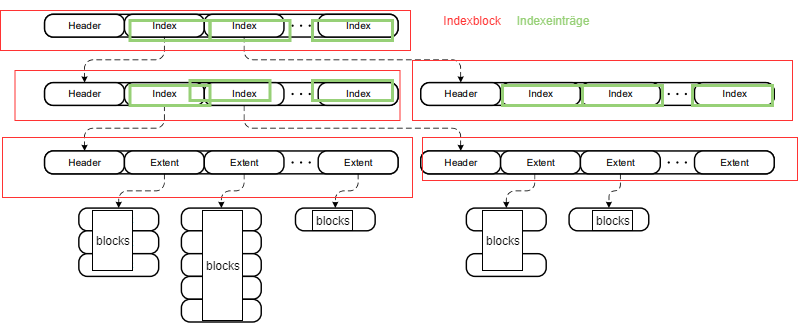 Indexblock Indexeinträge
Header Index Index ··· Index
Header Index Index ··· Index
Header Index Index ··· Index
Header Extent Extent ··· Extent
Header Extent Extent ··· Extent
blocks
blocks
blocks
blocks
blocks